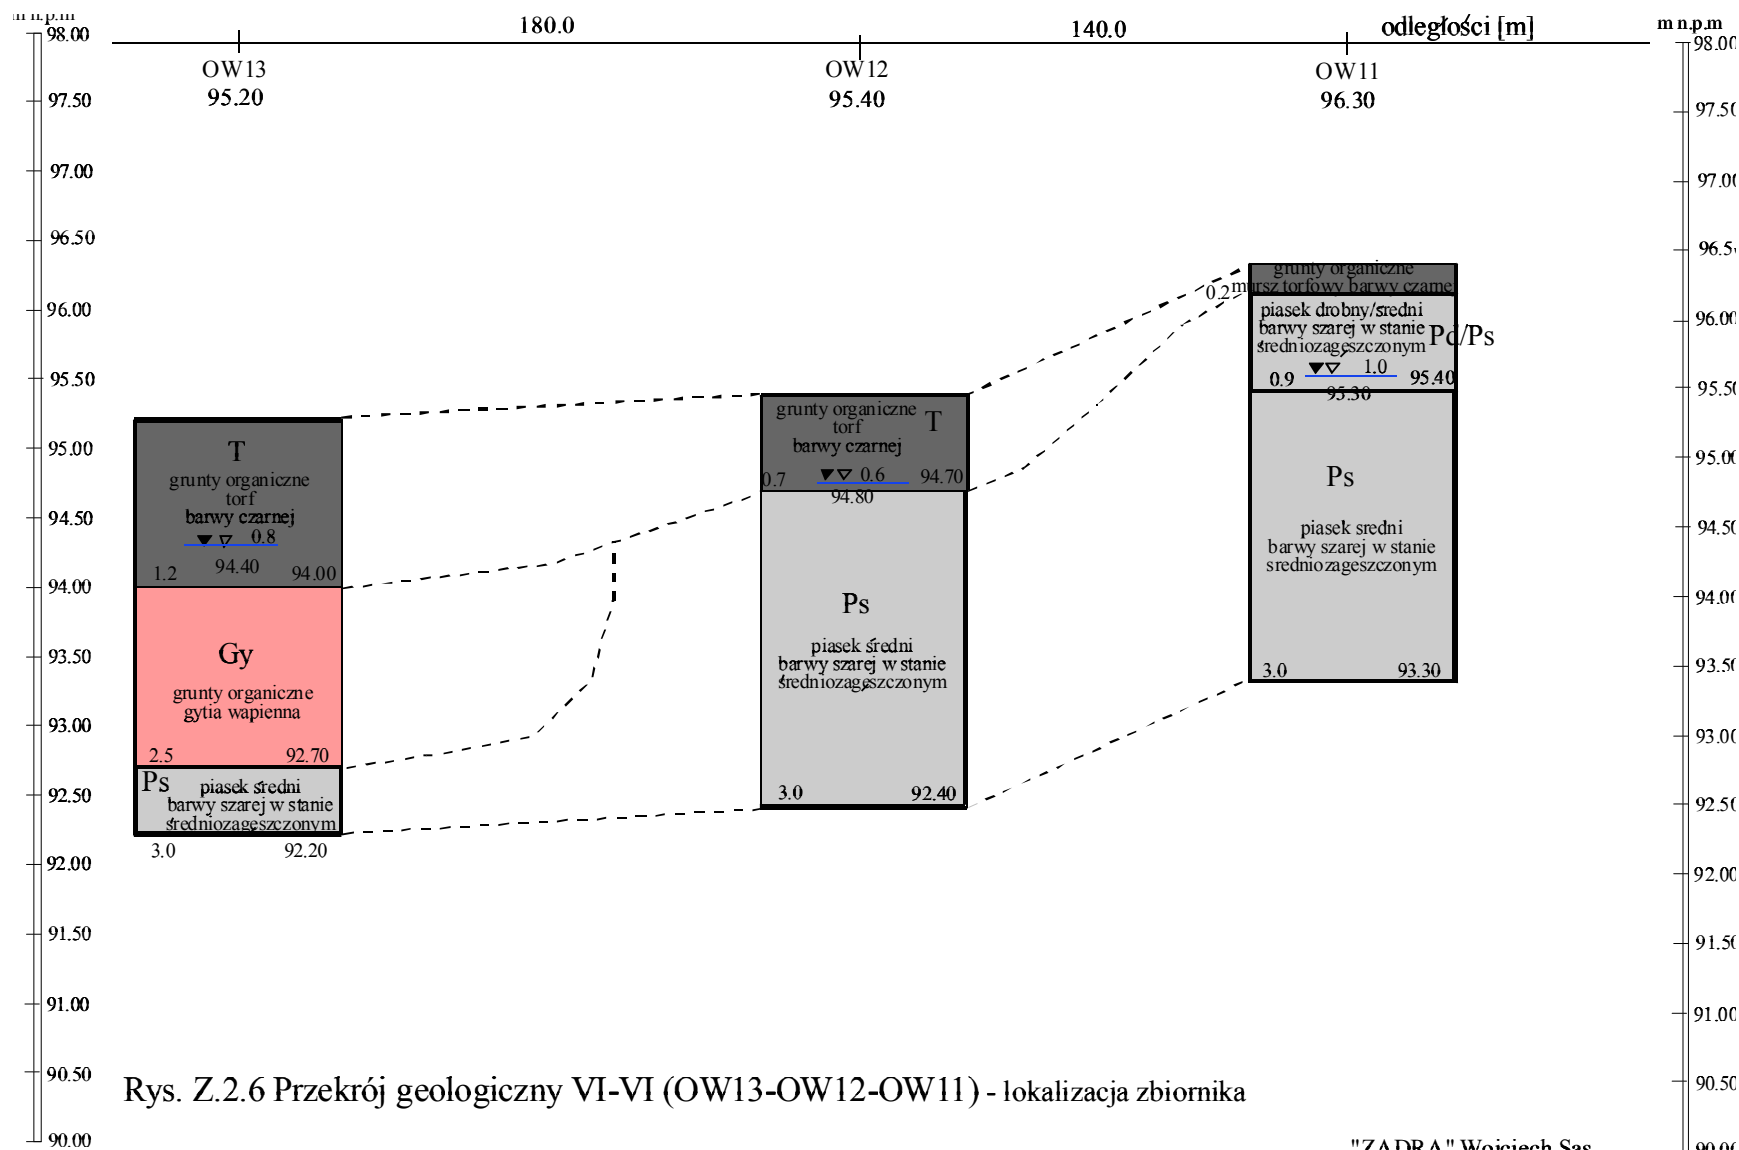 m n.p.m
180.0
140.0
odległości [m]
m n.p.m
98.00
97.50
97.00
96.50
96.00
95.50
95.00
94.50
94.00
93.50
93.00
92.50
92.00
91.50
91.00
90.50
90.00
OW13
95.20
T
grunty organiczne
torf
barwy czarnej
0.8
94.40
1.2 94.00
Gy
grunty organiczne
gytia wapienna
2.5 92.70
Ps
piasek średni
barwy szarej w stanie
średniozagęszczonym
3.0 92.20
OW12
95.40
grunty organiczne
torf
barwy czarnej
T
0.7 0.6 94.70
94.80
Ps
piasek średni
barwy szarej w stanie
średniozagęszczonym
3.0 92.40
OW11
96.30
grunty organiczne
0.2 mursz torfowy barwy czarne
piasek drobny/średni
barwy szarej w stanie
średniozagęszczonym
Pd/Ps
0.9 1.0 95.40
95.30
Ps
piasek sredni
barwy szarej w stanie
sredniozageszczonym
3.0 93.30
98.00
97.50
97.00
96.5
96.00
95.50
95.00
94.50
94.00
93.50
93.00
92.50
92.00
91.50
91.00
90.50
90.00
Rys. Z.2.6 Przekrój geologiczny VI-VI (OW13-OW12-OW11) - lokalizacja zbiornika
"ZADRA" Wojciech Sas